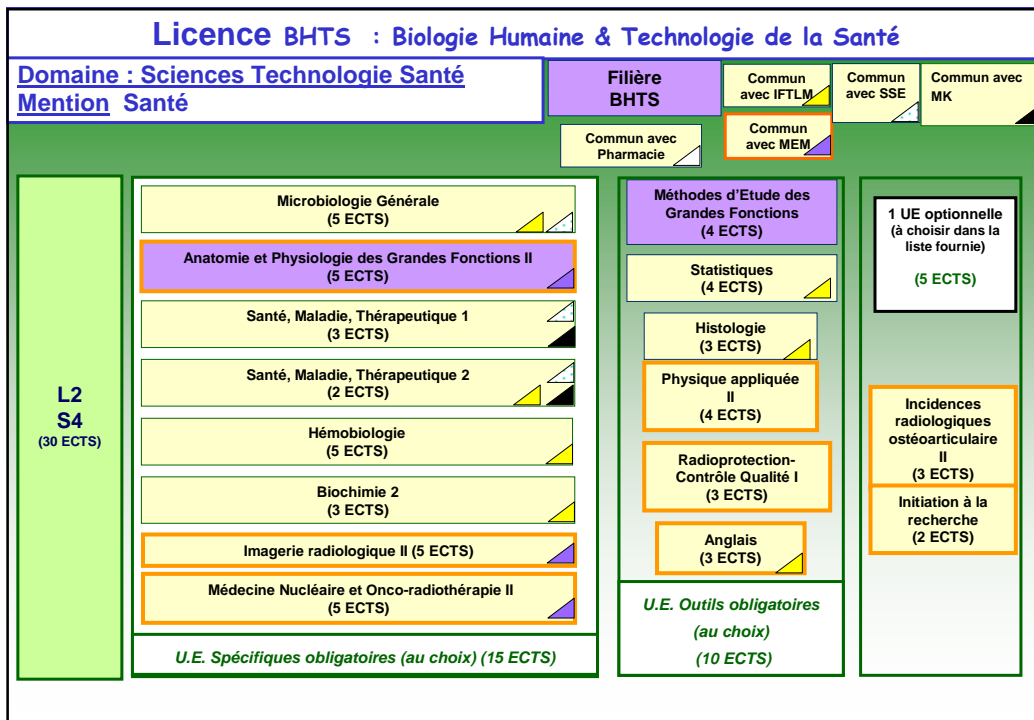 Licence BHTS : Biologie Humaine & Technologie de la Santé
Domaine : Sciences Technologie Santé
Mention Santé
Filière
BHTS
Commun
avec IFTLM
Commun
avec SSE
Commun avec
MK
Commun avec
Pharmacie
Commun
avec MEM
L2
S4
(30 ECTS)
Microbiologie Générale
(5 ECTS)
Anatomie et Physiologie des Grandes Fonctions II
(5 ECTS)
Santé, Maladie, Thérapeutique 1
(3 ECTS)
Santé, Maladie, Thérapeutique 2
(2 ECTS)
Hémobiologie
(5 ECTS)
Biochimie 2
(3 ECTS)
Imagerie radiologique II (5 ECTS)
Médecine Nucléaire et Onco-radiothérapie II
(5 ECTS)
U.E. Spécifiques obligatoires (au choix) (15 ECTS)
Méthodes d'Etude des
Grandes Fonctions
(4 ECTS)
Statistiques
(4 ECTS)
Histologie
(3 ECTS)
Physique appliquée
II
(4 ECTS)
Radioprotection-
Contrôle Qualité I
(3 ECTS)
Anglais
(3 ECTS)
U.E. Outils obligatoires
(au choix)
(10 ECTS)
1 UE optionnelle
(à choisir dans la
liste fournie)
(5 ECTS)
Incidences
radiologiques
ostéoarticulaire
II
(3 ECTS)
Initiation à la
recherche
(2 ECTS)